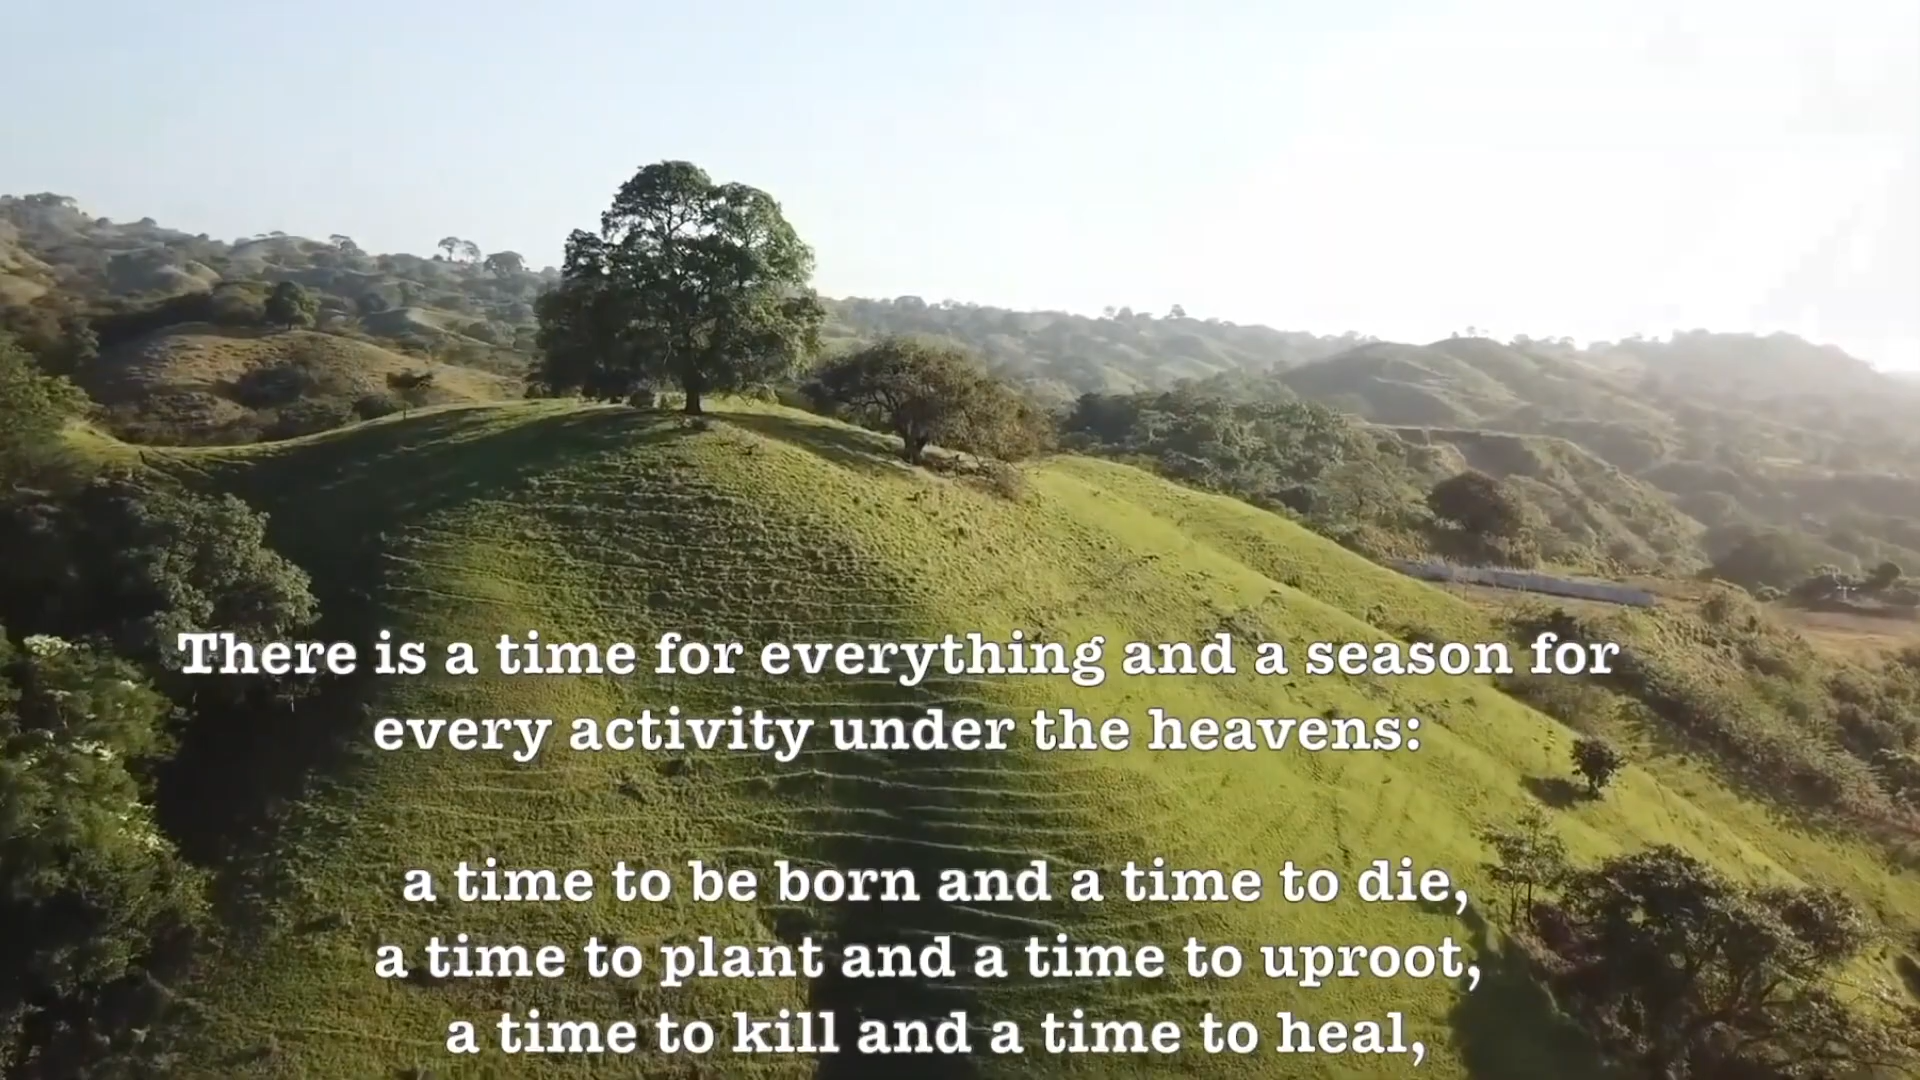 There is a time for everything and a season for
every activity under the heavens:
a time to be born and a time to die,
a time to plant and a time to uproot,
a time to kill and a time to heal,